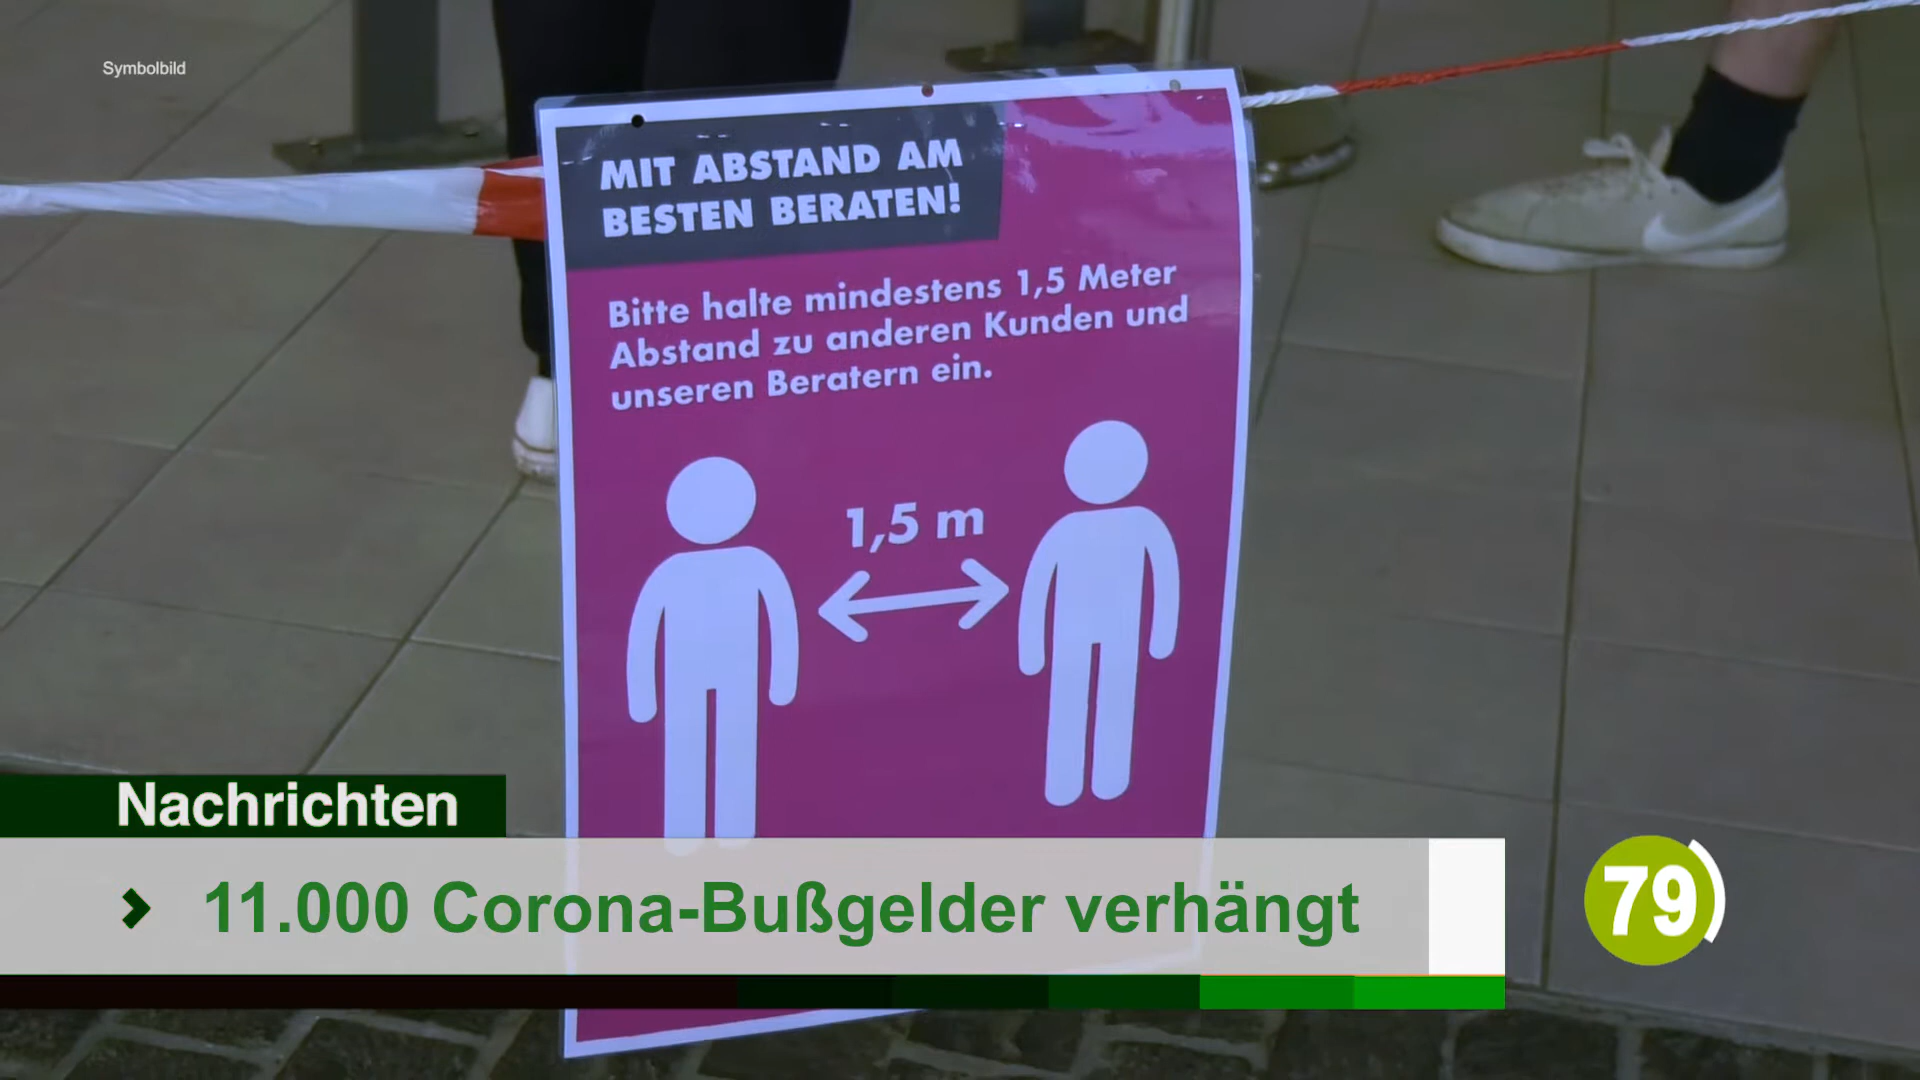 Symbolbild
MIT ABSTAND AM
BESTEN BERATEN!
Bitte halte mindestens 1,5 Meter
Abstand zu anderen Kunden und
unseren Beratern ein.
1,5 m
Nachrichten
11.000 Corona-Bußgelder verhängt
79